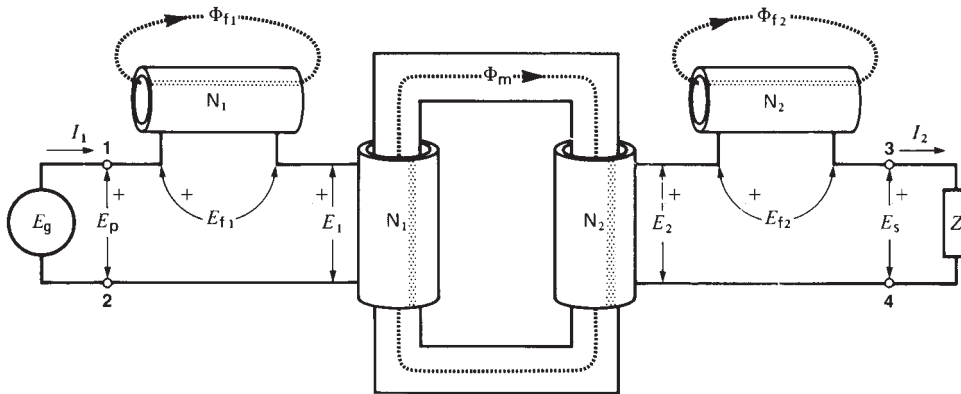 Φf1
Φf2
Φm
N1
N2
I1
1
3
I2
+
+
+
+
+
+
Eg
Ep
Ef1
E1
N1
N2
E2
Ef2
Es
Z
2
4